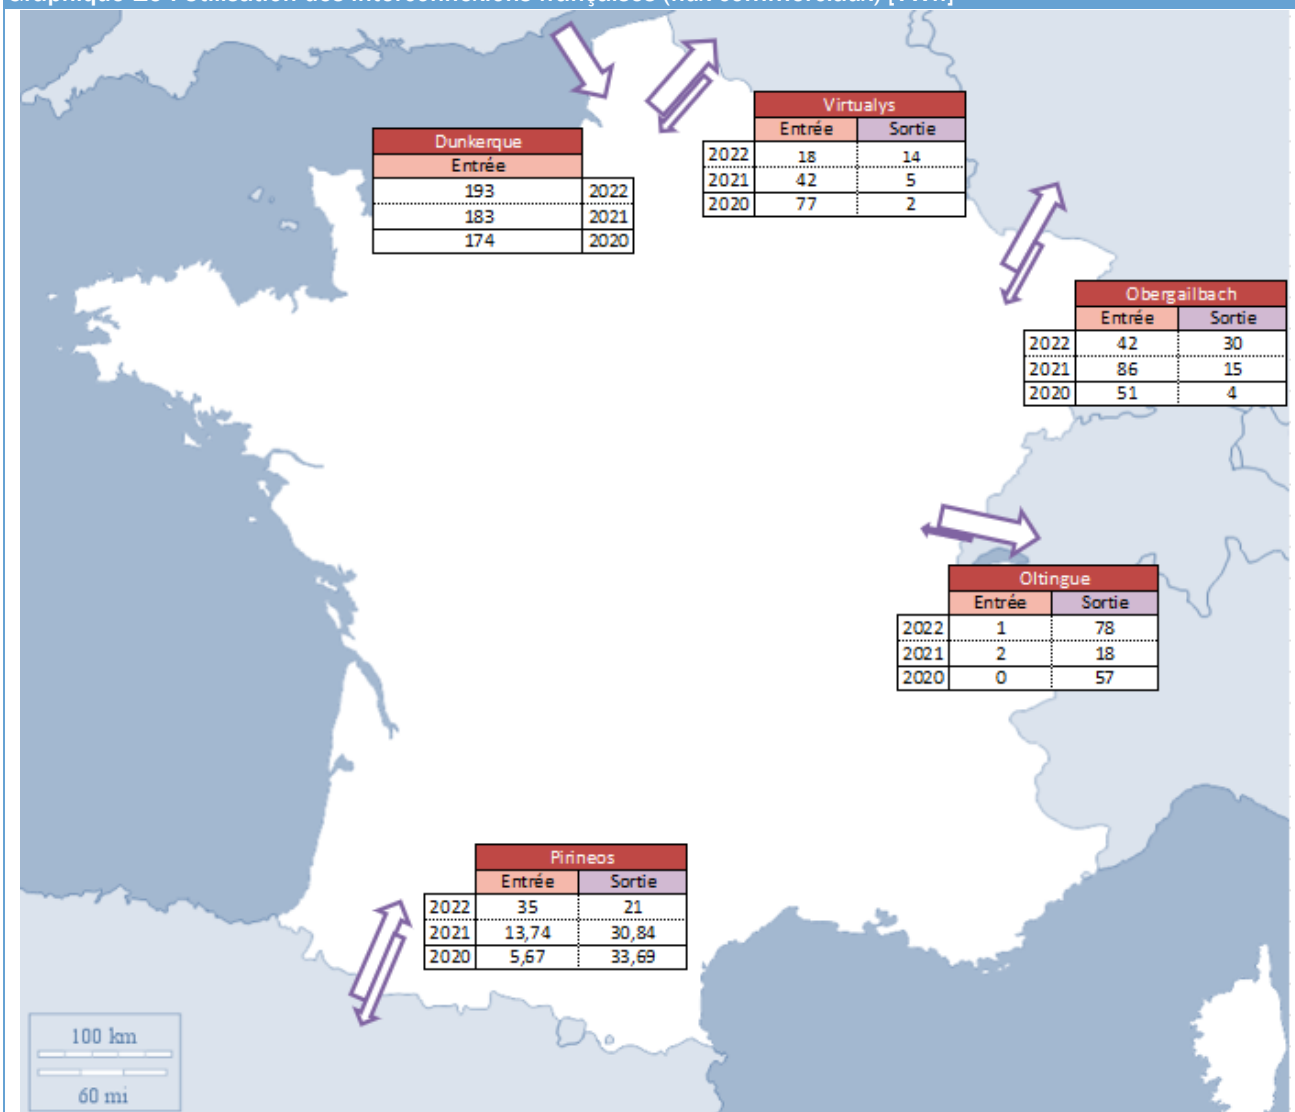 Dunkerque
Entrée
193 2022
183 2021
174 2020
Virtualys
Entrée Sortie
2022 18 14
2021 42 5
2020 77 2
Obergailbach
Entrée Sortie
2022 42 30
2021 86 15
2020 51 4
Oltingue
Entrée Sortie
2022 1 78
2021 2 18
2020 0 57
Pirineos
Entrée Sortie
2022 35 21
2021 13,74 30,84
2020 5,67 33,69
100 km
60 mi